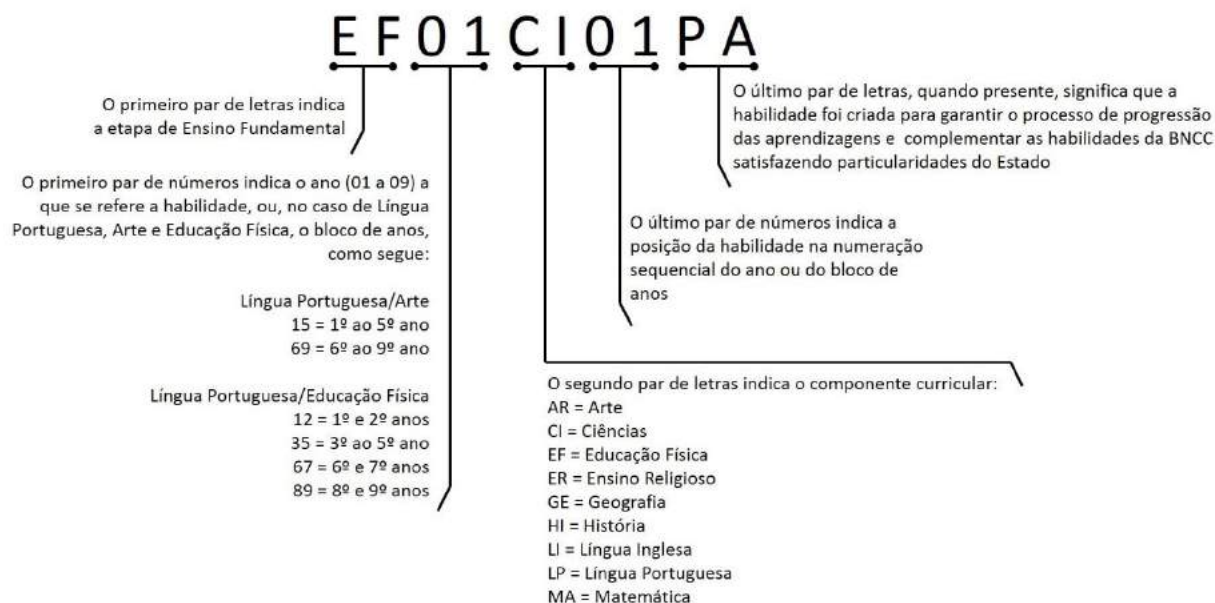 EF01CI01PA
O primeiro par de letras indica
a etapa de Ensino Fundamental
O primeiro par de números indica o ano (01 a 09) a
que se refere a habilidade, ou, no caso de Língua
Portuguesa, Arte e Educação Física, o bloco de anos,
como segue:
Língua Portuguesa/Arte
15 = 1º ao 5º ano
69 = 6º ao 9º ano
Língua Portuguesa/Educação Física
12 = 1º e 2º anos
35 = 3º ao 5º ano
67 = 6º e 7º anos
89 = 8º e 9º anos
O último par de letras, quando presente, significa que a
habilidade foi criada para garantir o processo de progressão
das aprendizagens e complementar as habilidades da BNCC
satisfazendo particularidades do Estado
O último par de números indica a
posição da habilidade na numeração
sequencial do ano ou do bloco de
anos
O segundo par de letras indica o componente curricular:
AR = Arte
CI = Ciências
EF = Educação Física
ER = Ensino Religioso
GE = Geografia
HI = História
LI = Língua Inglesa
LP = Língua Portuguesa
MA = Matemática